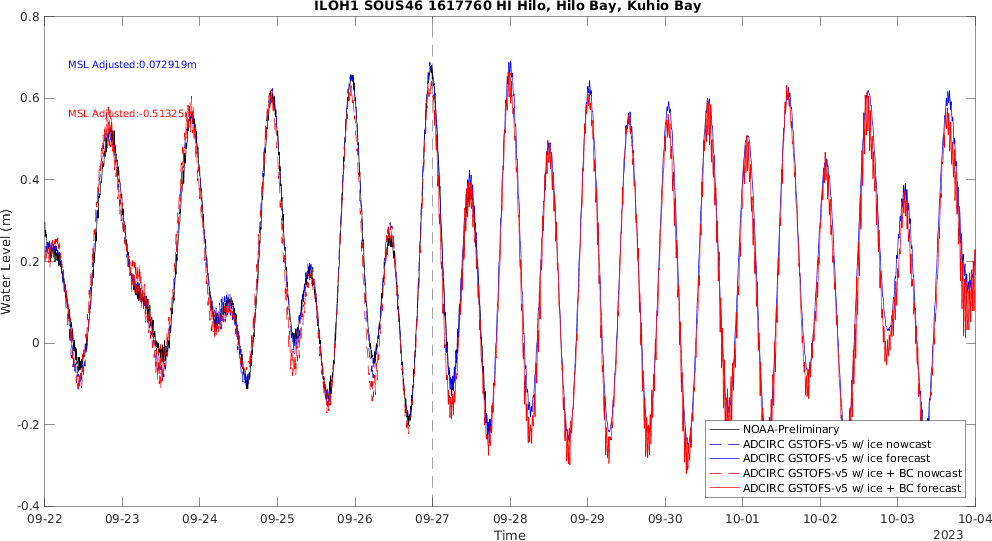 ILOH1 SOUS46 1617760 HI Hilo, Hilo Bay, Kuhio Bay
MSL Adjusted:0.072919m
MSL Adjusted:-0.51325
Water Level (m)
0.8
0.6
0.4
0.2
0
-0.2
-0.4
NOAA-Preliminary
ADCIRC GSTOFS-v5 w/ ice nowcast
ADCIRC GSTOFS-v5 w/ ice forecast
ADCIRC GSTOFS-v5 w/ ice + BC nowcast
ADCIRC GSTOFS-v5 w/ ice + BC forecast
09-22 09-23 09-24 09-25 09-26 09-27 09-28 09-29 09-30 10-01 10-02 10-03 10-04
Time
2023